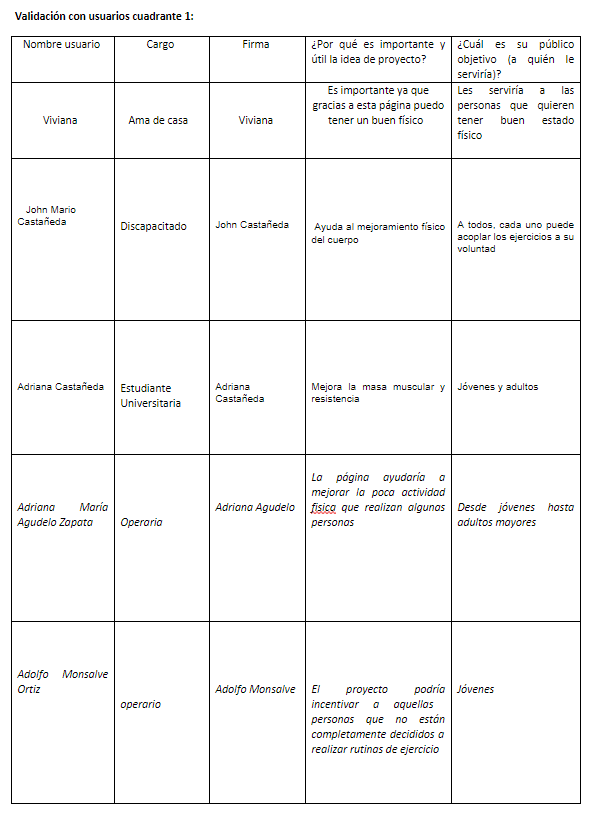 Validación con usuarios cuadrante 1:
Nombre usuario
Cargo
Firma
¿Por qué es importante y
útil la idea de proyecto?
¿Cuál es su público
objetivo (a quién le
serviría)?
Viviana
Ama de casa
Viviana
Es importante ya que
gracias a esta página puedo
tener un buen físico
Les serviría a las
personas que quieren
tener buen estado
físico
John Mario
Castañeda
Discapacitado
John Castañeda
Ayuda al mejoramiento físico
del cuerpo
A todos, cada uno puede
acoplar los ejercicios a su
voluntad
Adriana Castañeda
Estudiante
Universitaria
Adriana
Castañeda
Mejora la masa muscular y
resistencia
Jóvenes y adultos
Adriana María
Agudelo Zapata
Operaria
Adriana Agudelo
La página ayudaría a
mejorar la poca actividad
fisica que realizan algunas
personas
Desde jóvenes hasta
adultos mayores
Adolfo Monsalve
Ortiz
operario
Adolfo Monsalve
El proyecto podría
incentivar a aquellas
personas que no están
completamente decididos a
realizar rutinas de ejercicio
Jóvenes